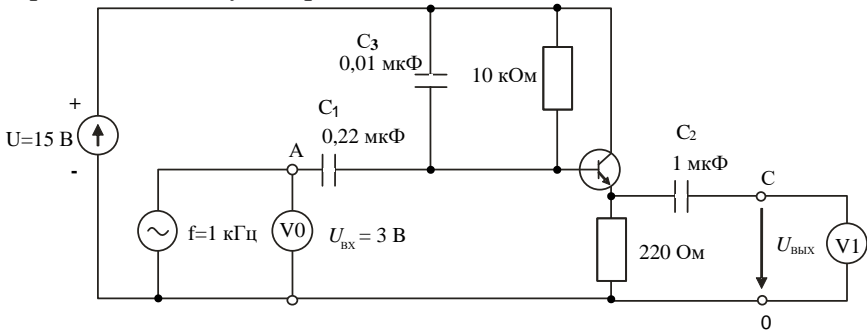 C3
0,01 мкФ
10 кОм
+
U=15 В
-
C1
0,22 мкФ
A
C2
1 мкФ
C
f=1 кГц
V0
Uвх = 3 В
220 Ом
Uвых
V1
0